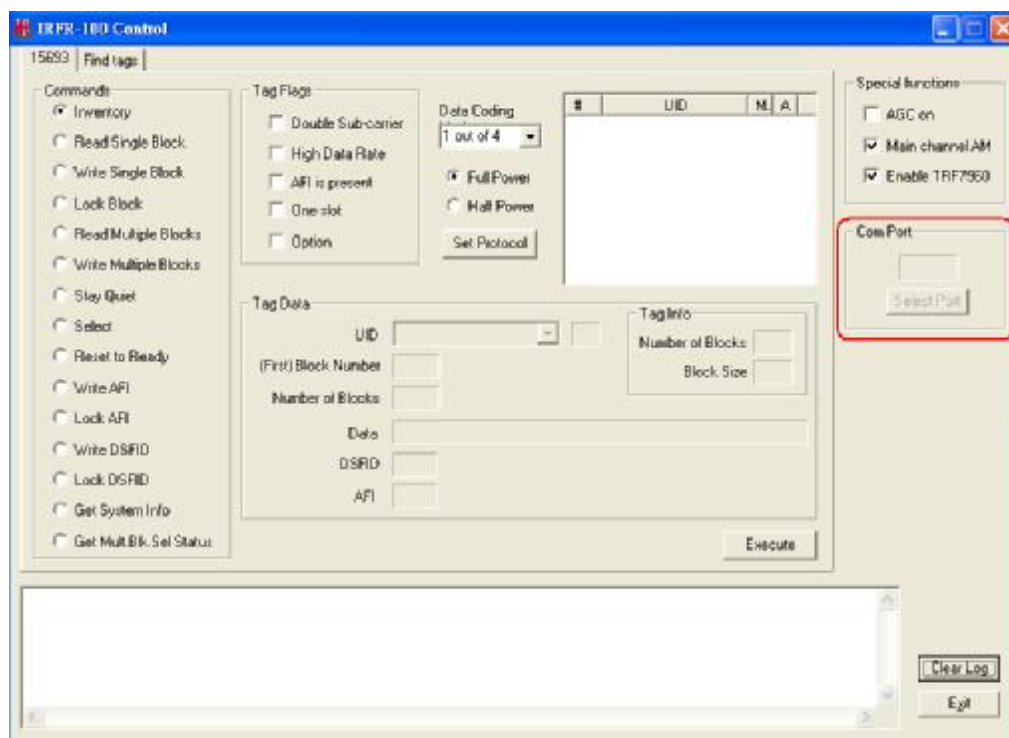 IRFR-100 Control
15693
Find tags
Commands
Inventory
Read Single Block
Write Single Block
Lock Block
Read Multiple Blocks
Write Multiple Blocks
Stay Quiet
Select
Reset to Ready
Write AFI
Lock AFI
Write DSFID
Lock DSFID
Get System Info
Get Mult.Blk.Sel Status
Tag Flags
Double Sub-carrier
High Data Rate
AFI is present
One slot
Option
Data Coding
1 out of 4
Full Power
Half Power
Set Protocol
# UID M. A.
Tag Data
UID
(First) Block Number
Number of Blocks
Data
DSFID
AFI
Tag Info
Number of Blocks
Block Size
Execute
Special functions
AGC on
Main channel AM
Enable TRF7960
Com Port
Select Port
Clear Log
Exit